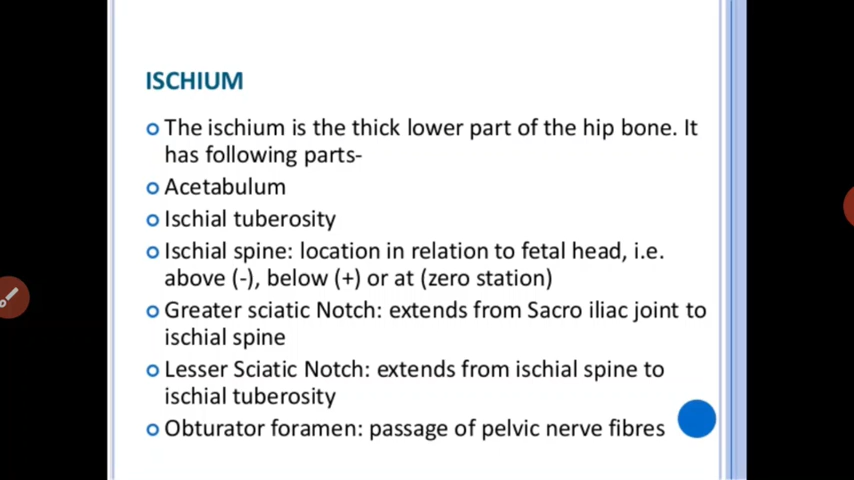 ISCHIUM
The ischium is the thick lower part of the hip bone. It
has following parts-
Acetabulum
Ischial tuberosity
Ischial spine: location in relation to fetal head, i.e.
above (-), below (+) or at (zero station)
Greater sciatic Notch: extends from Sacro iliac joint to
ischial spine
Lesser Sciatic Notch: extends from ischial spine to
ischial tuberosity
Obturator foramen: passage of pelvic nerve fibres